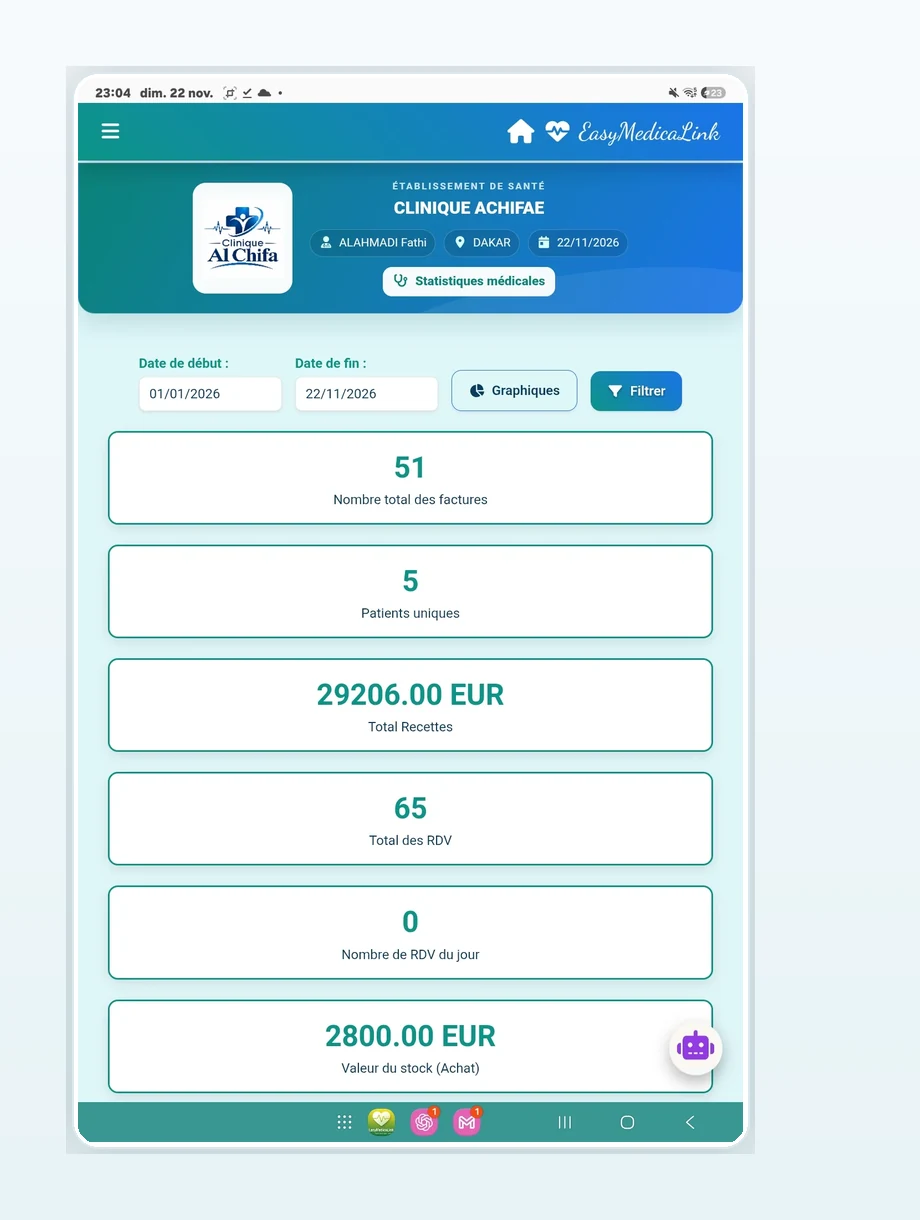 23:04 dim. 22 nov.
23
EasyMedicaLink
ÉTABLISSEMENT DE SANTÉ
CLINIQUE ACHIFAE
Clinique
Al Chifa
ALAHMADI Fathi
DAKAR
22/11/2026
Statistiques médicales
Date de début :
Date de fin :
01/01/2026
22/11/2026
Graphiques
Filtrer
51
Nombre total des factures
5
Patients uniques
29206.00 EUR
Total Recettes
65
Total des RDV
0
Nombre de RDV du jour
2800.00 EUR
Valeur du stock (Achat)
1
1